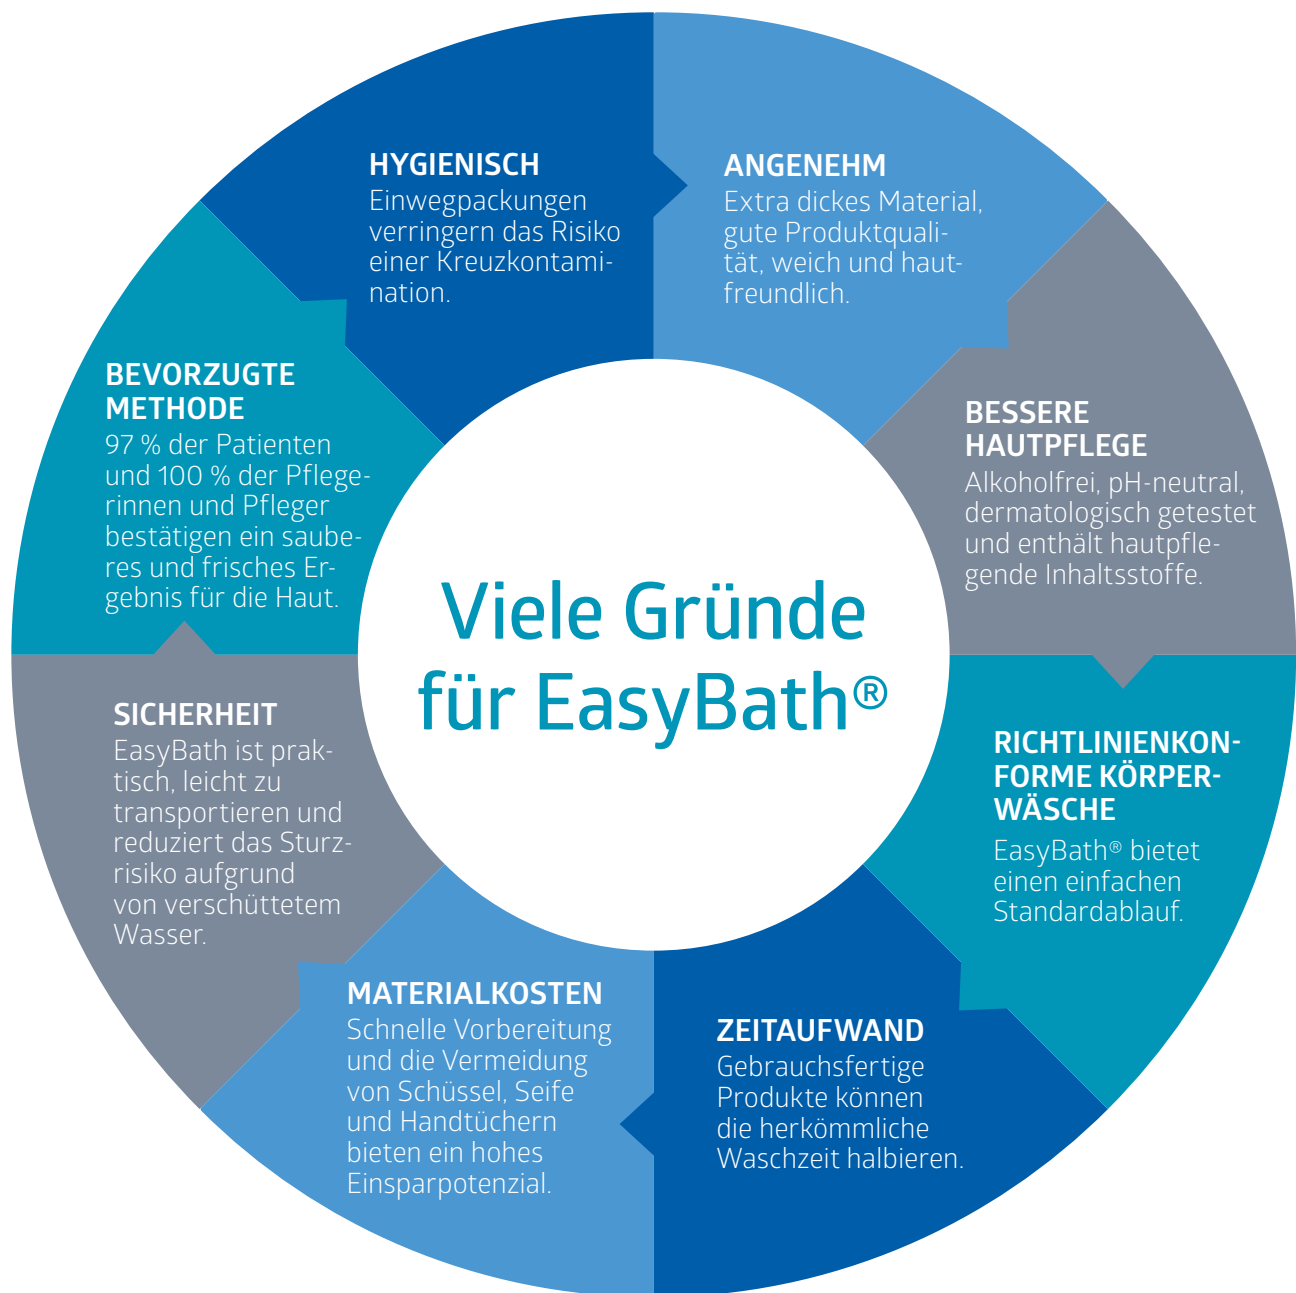 Viele Gründe
für EasyBath®
HYGIENISCH
Einwegpackungen
verringern das Risiko
einer Kreuzkontami-
nation.
ANGENEHM
Extra dickes Material,
gute Produktquali-
tät, weich und haut-
freundlich.
BESSERE
HAUTPFLEGE
Alkoholfrei, pH-neutral,
dermatologisch getestet
und enthält hautpfle-
gende Inhaltsstoffe.
RICHTLINIENKON-
FORME KÖRPER-
WÄSCHE
EasyBath® bietet
einen einfachen
Standardablauf.
ZEITAUFWAND
Gebrauchsfertige
Produkte können
die herkömmliche
Waschzeit halbieren.
MATERIALKOSTEN
Schnelle Vorbereitung
und die Vermeidung
von Schüssel, Seife
und Handtüchern
bieten ein hohes
Einsparpotenzial.
SICHERHEIT
EasyBath ist prak-
tisch, leicht zu
transportieren und
reduziert das Sturz-
risiko aufgrund
von verschüttetem
Wasser.
BEVORZUGTE
METHODE
97 % der Patienten
und 100 % der Pflege-
rinnen und Pfleger
bestätigen ein saube-
res und frisches Er-
gebnis für die Haut.